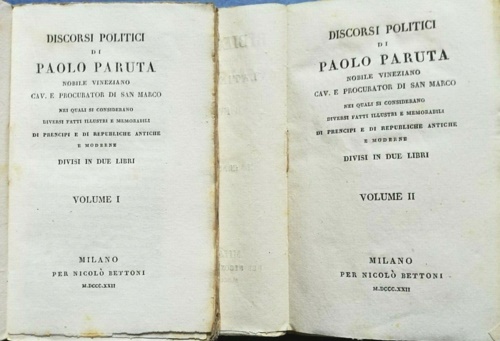 DISCORSI POLITICI
DI
PAOLO PARUTA
NOBILE VINEZIANO
CAV. E PROCURATOR DI SAN MARCO
NEI QUALI SI CONSIDERANO
DIVERSI FATTI ILLUSTRI E MEMORABILI
DI PRENCIPI E DI REPUBLICHE ANTICHE
E MODERNE
DIVISI IN DUE LIBRI
VOLUME I
MILANO
PER NICOLÒ BETTONI
M.DCCC.XXII
DISCORSI POLITICI
DI
PAOLO PARUTA
NOBILE VINEZIANO
CAV. E PROCURATOR DI SAN MARCO
NEI QUALI SI CONSIDERANO
DIVERSI FATTI ILLUSTRI E MEMORABILI
DI PRENCIPI E DI REPUBLICHE ANTICHE
E MODERNE
DIVISI IN DUE LIBRI
VOLUME II
MILANO
PER NICOLÒ BETTONI
M.DCCC.XXII